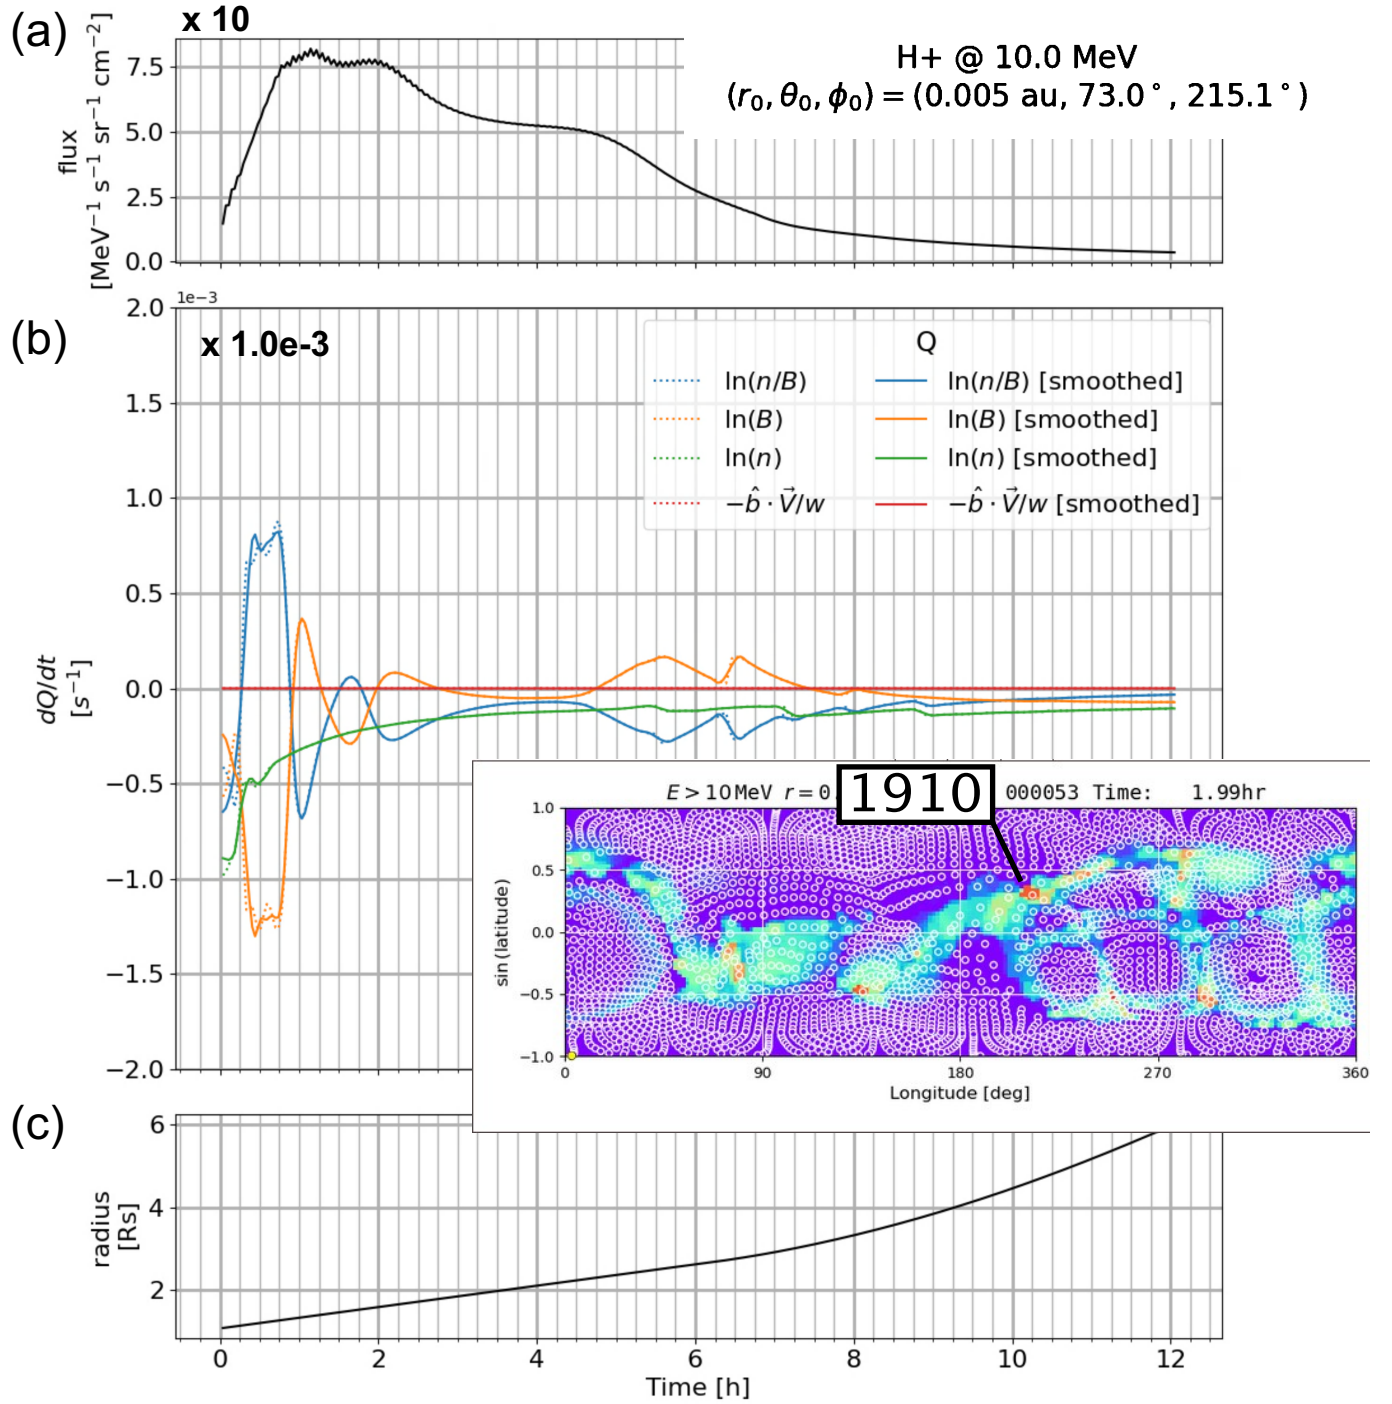 (a)
x 10
flux
[MeV⁻¹ s⁻¹ sr⁻¹ cm⁻²]
7.5
5.0
2.5
0.0
H+ @ 10.0 MeV
(r₀, θ₀, ϕ₀) = (0.005 au, 73.0°, 215.1°)
(b)
1e−3
x 1.0e-3
dQ/dt
[s⁻¹]
2.0
1.5
1.0
0.5
0.0
−0.5
−1.0
−1.5
−2.0
Q
ln(n/B)
ln(B)
ln(n)
−b̂ · V⃗/w
ln(n/B) [smoothed]
ln(B) [smoothed]
ln(n) [smoothed]
−b̂ · V⃗/w [smoothed]
E > 10 MeV r = 0.
1910
000053 Time: 1.99hr
sin (latitude)
1.0
0.5
0.0
−0.5
−1.0
0 90 180 270 360
Longitude [deg]
(c)
radius
[Rs]
6
4
2
0 2 4 6 8 10 12
Time [h]